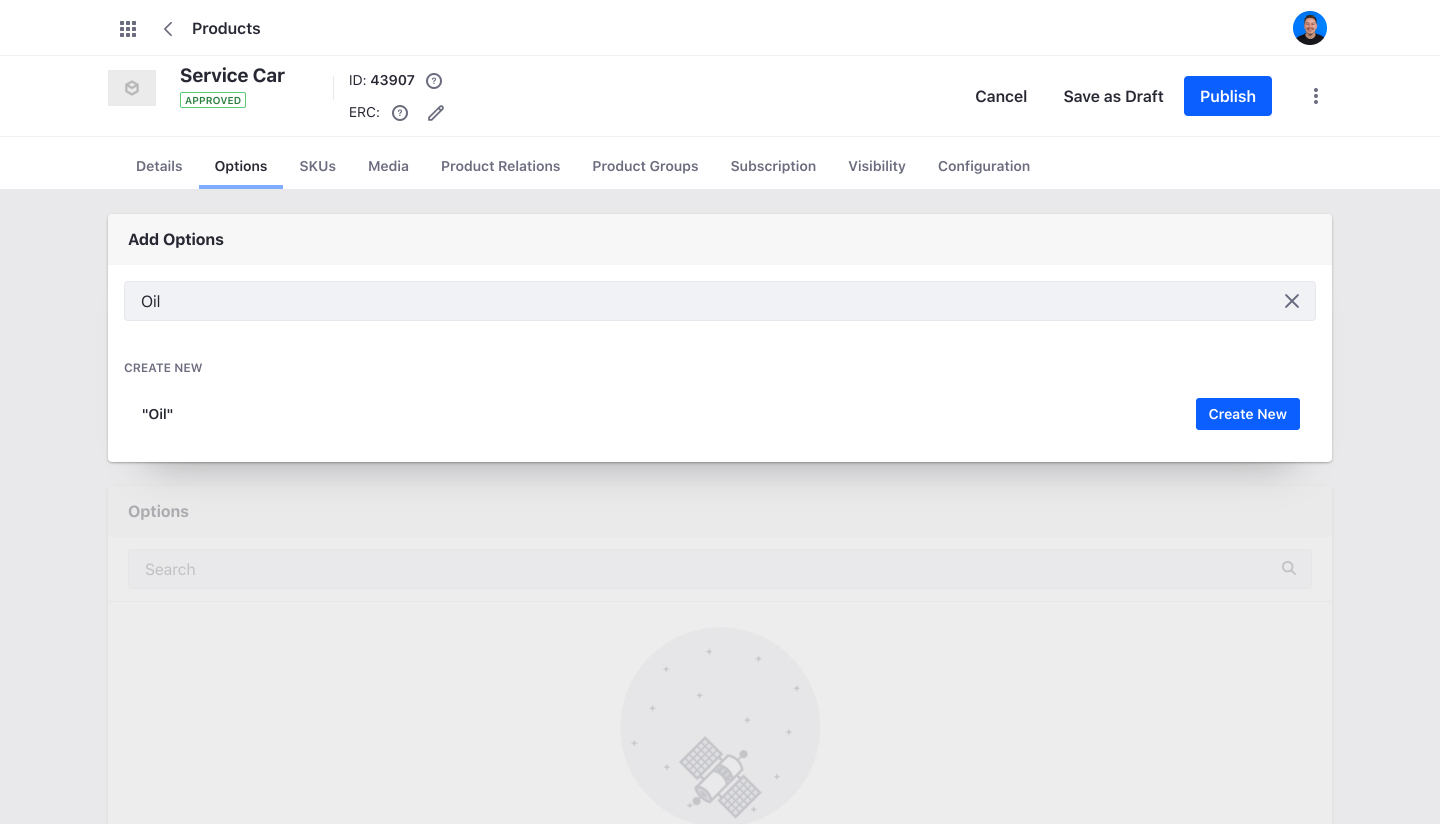 Products
Service Car
APPROVED
ID: 43907
ERC:
Cancel
Save as Draft
Publish
Details
Options
SKUs
Media
Product Relations
Product Groups
Subscription
Visibility
Configuration
Add Options
Oil
CREATE NEW
"Oil"
Create New
Options
Search